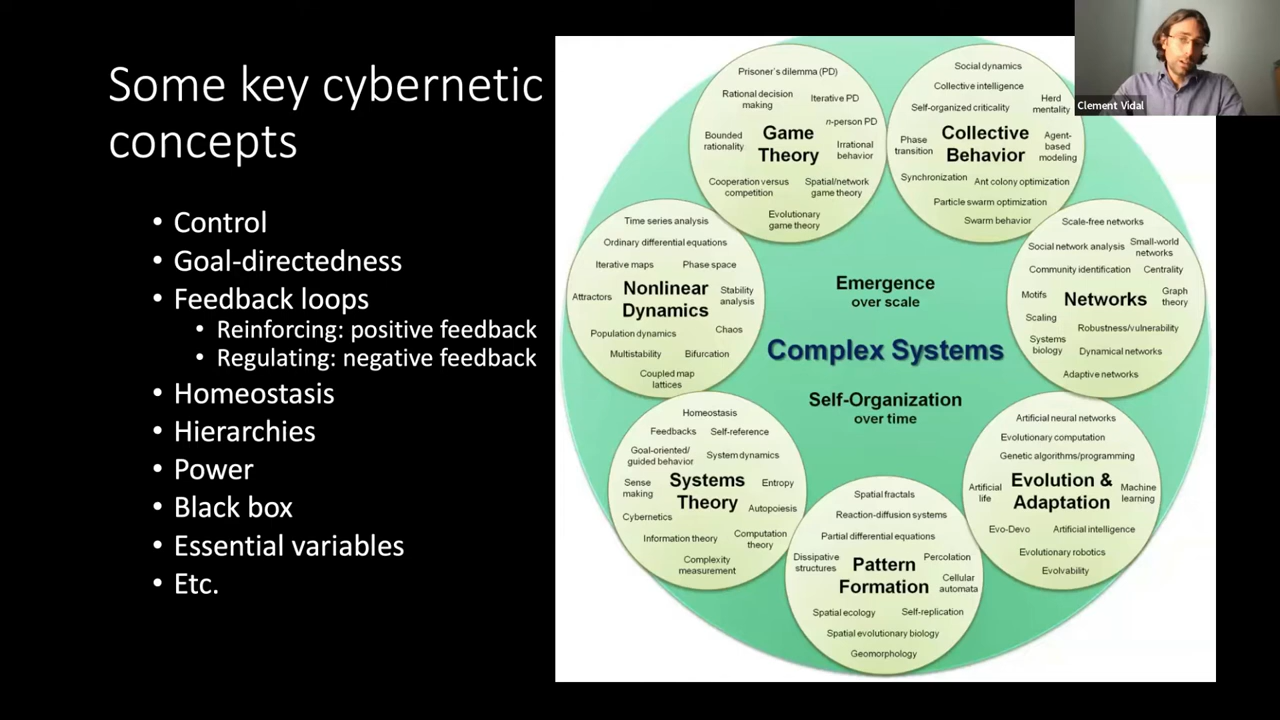 Some key cybernetic
concepts
• Control
• Goal-directedness
• Feedback loops
• Reinforcing: positive feedback
• Regulating: negative feedback
• Homeostasis
• Hierarchies
• Power
• Black box
• Essential variables
• Etc.
Prisoner's dilemma (PD)
Rational decision
making
Iterative PD
n-person PD
Bounded
rationality
Game
Theory
Irrational
behavior
Cooperation versus
competition
Spatial/network
game theory
Evolutionary
game theory
Social dynamics
Collective intelligence
Self-organized criticality
Herd
mentality
Phase
transition
Collective
Behavior
Agent-
based
modeling
Synchronization
Ant colony optimization
Particle swarm optimization
Swarm behavior
Clement Vidal
Time series analysis
Ordinary differential equations
Iterative maps
Phase space
Attractors
Nonlinear
Dynamics
Stability
analysis
Population dynamics
Chaos
Multistability
Bifurcation
Coupled map
lattices
Emergence
over scale
Complex Systems
Self-Organization
over time
Scale-free networks
Social network analysis
Small-world
networks
Community identification
Centrality
Motifs
Networks
Graph
theory
Scaling
Robustness/vulnerability
Systems
biology
Dynamical networks
Adaptive networks
Homeostasis
Feedbacks
Self-reference
Goal-oriented/
guided behavior
System dynamics
Sense
making
Systems
Theory
Entropy
Cybernetics
Autopoiesis
Information theory
Computation
theory
Complexity
measurement
Spatial fractals
Reaction-diffusion systems
Partial differential equations
Dissipative
structures
Pattern
Formation
Percolation
Cellular
automata
Spatial ecology
Self-replication
Spatial evolutionary biology
Geomorphology
Artificial neural networks
Evolutionary computation
Genetic algorithms/programming
Artificial
life
Evolution &
Adaptation
Machine
learning
Evo-Devo
Artificial intelligence
Evolutionary robotics
Evolvability